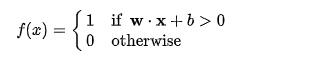 f(x) = { 1 if w · x + b > 0
0 otherwise